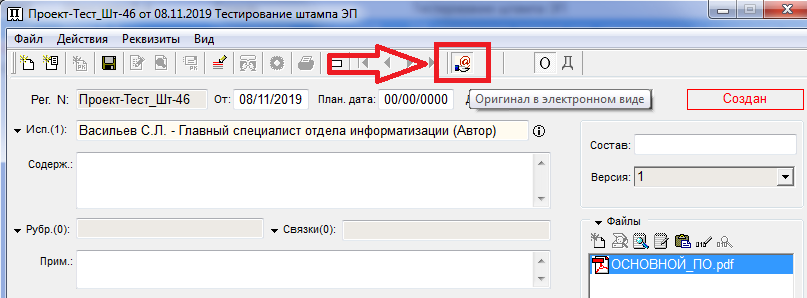 Проект-Тест_Шт-46 от 08.11.2019 Тестирование штампа ЭП
Файл Действия Реквизиты Вид
О Д
Рег. N: Проект-Тест_Шт-46 От: 08/11/2019 План. дата: 00/00/0000 Оригинал в электронном виде Создан
Исп.(1): Васильев С.Л. - Главный специалист отдела информатизации (Автор)
Состав:
Содерж.:
Версия: 1
Рубр.(0): Связки(0):
Файлы
Прим.:
ОСНОВНОЙ_ПО.pdf